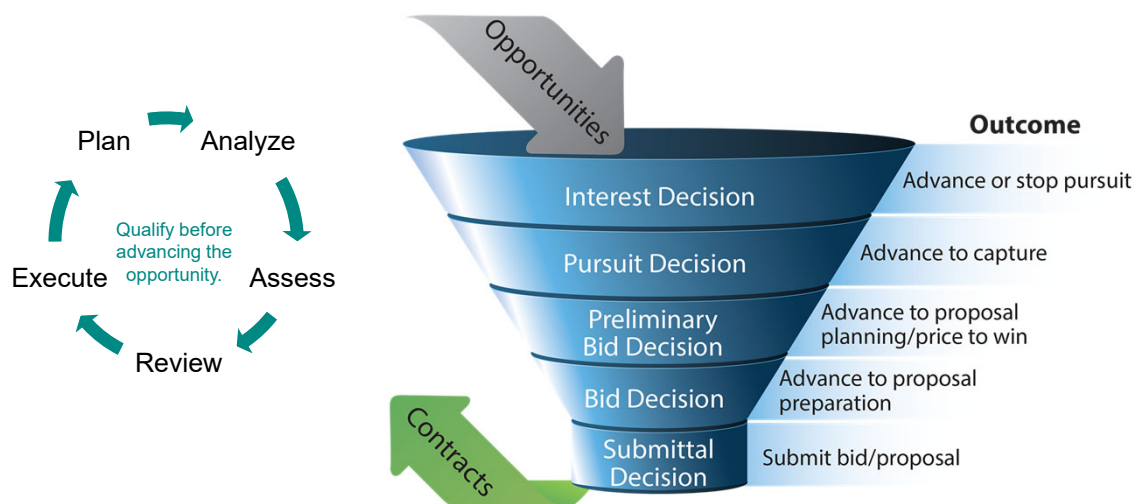 Plan
Analyze
Assess
Review
Execute
Qualify before
advancing the
opportunity.
Opportunities
Interest Decision
Pursuit Decision
Preliminary
Bid Decision
Bid Decision
Submittal
Decision
Contracts
Outcome
Advance or stop pursuit
Advance to capture
Advance to proposal
planning/price to win
Advance to proposal
preparation
Submit bid/proposal